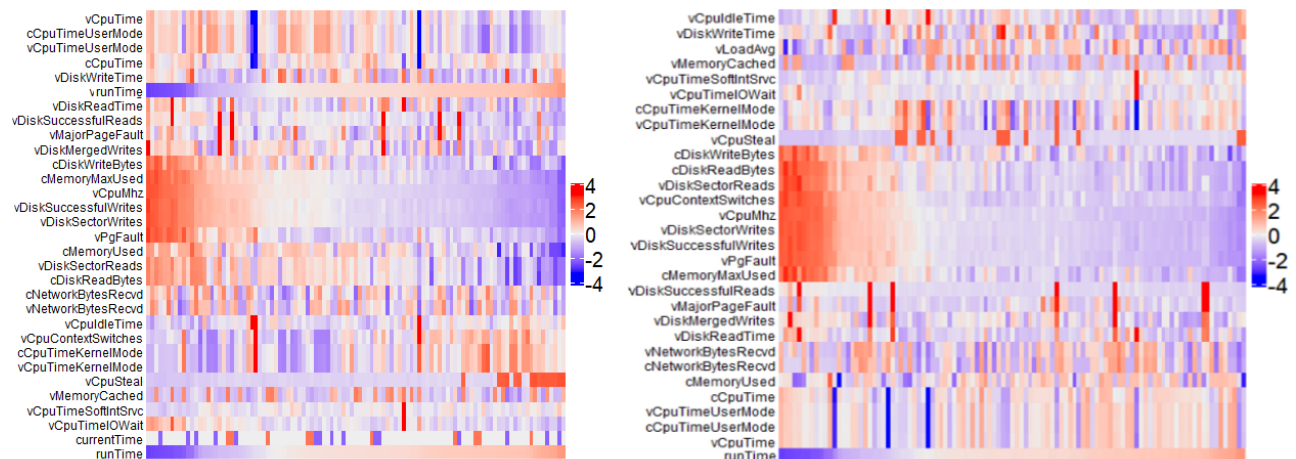 vCpuTime
cCpuTimeUserMode
vCpuTimeUserMode
cCpuTime
vDiskWriteTime
vrunTime
vDiskReadTime
vDiskSuccessfulReads
vMajorPageFault
vDiskMergedWrites
cDiskWriteBytes
cMemoryMaxUsed
vCpuMhz
vDiskSuccessfulWrites
vDiskSectorWrites
vPgFault
cMemoryUsed
vDiskSectorReads
cDiskReadBytes
cNetworkBytesRecvd
vNetworkBytesRecvd
vCpuIdleTime
vCpuContextSwitches
cCpuTimeKernelMode
vCpuTimeKernelMode
vCpuSteal
vMemoryCached
vCpuTimeSoftIntSrvc
vCpuTimeIOWait
currentTime
runTime
4
2
0
-2
-4
vCpuIdleTime
vDiskWriteTime
vLoadAvg
vMemoryCached
vCpuTimeSoftIntSrvc
vCpuTimeIOWait
cCpuTimeKernelMode
vCpuTimeKernelMode
vCpuSteal
cDiskWriteBytes
cDiskReadBytes
vDiskSectorReads
vCpuContextSwitches
vCpuMhz
vDiskSectorWrites
vDiskSuccessfulWrites
vPgFault
cMemoryMaxUsed
vDiskSuccessfulReads
vMajorPageFault
vDiskMergedWrites
vDiskReadTime
vNetworkBytesRecvd
cNetworkBytesRecvd
cMemoryUsed
cCpuTime
vCpuTimeUserMode
cCpuTimeUserMode
vCpuTime
runTime
4
2
0
-2
-4